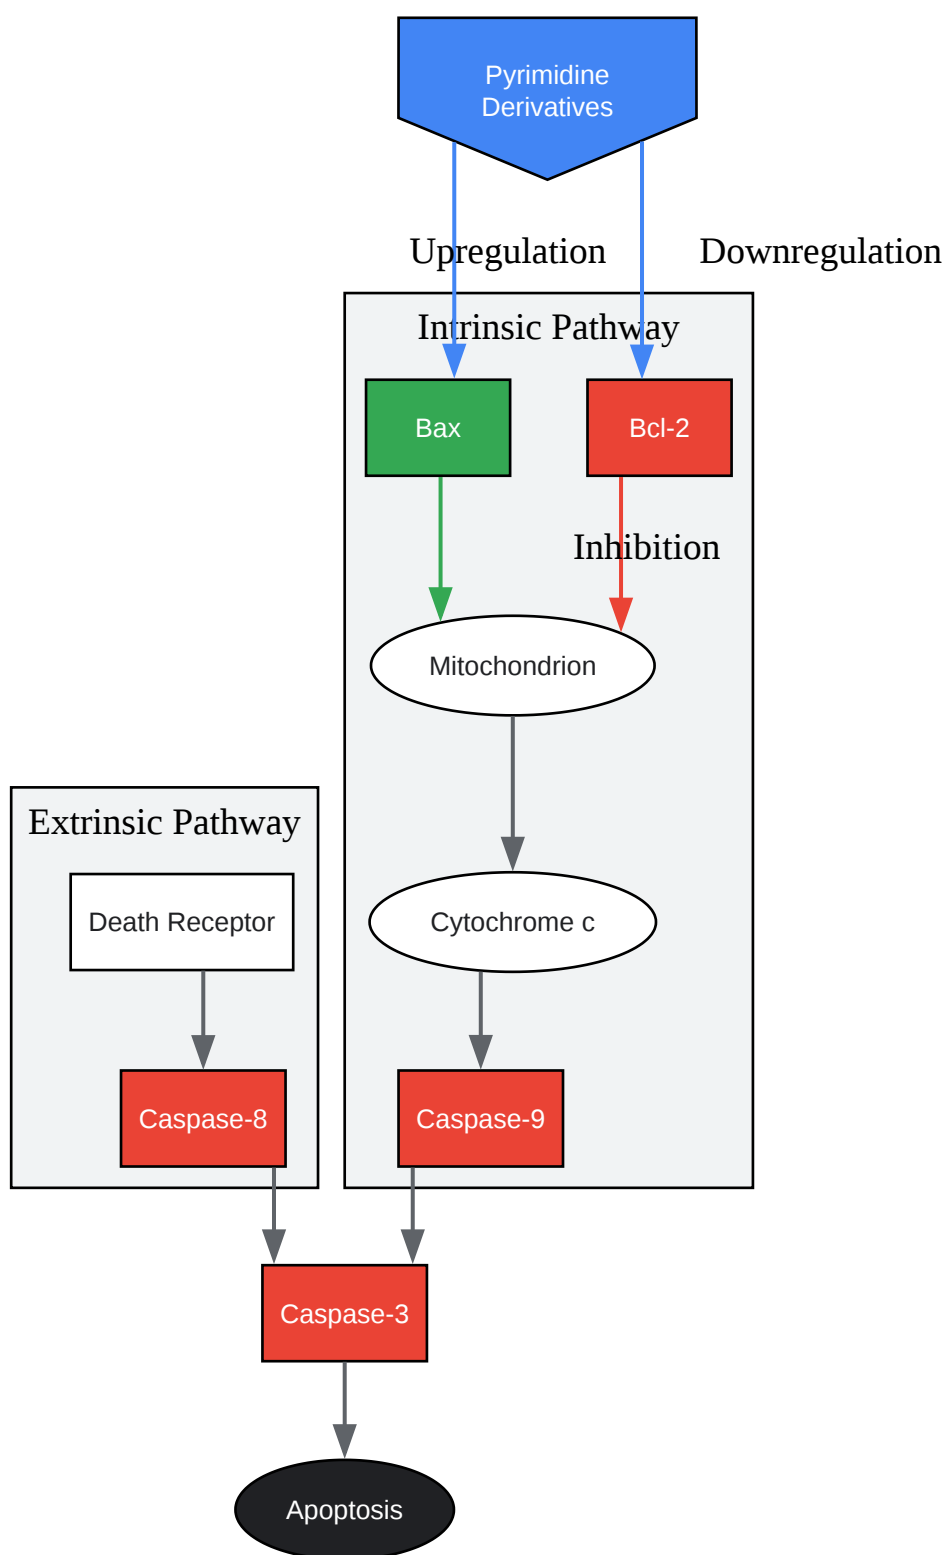 Pyrimidine
Derivatives
Upregulation
Downregulation
Intrinsic Pathway
Bax
Bcl-2
Inhibition
Mitochondrion
Extrinsic Pathway
Death Receptor
Cytochrome c
Caspase-8
Caspase-9
Caspase-3
Apoptosis